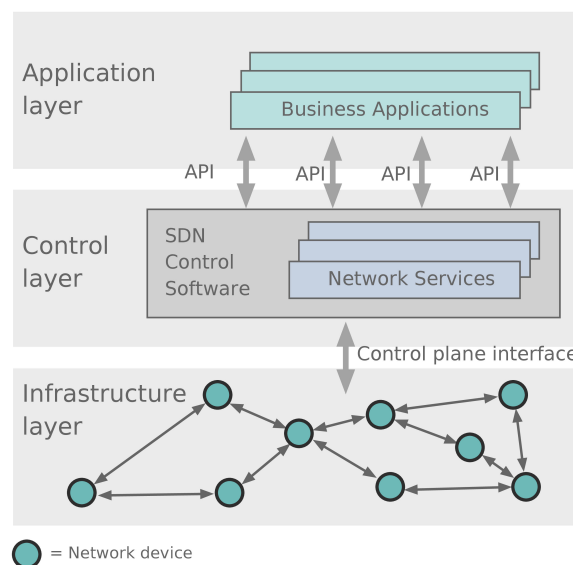 Application
layer
Business Applications
API
API
API
API
Control
layer
SDN
Control
Software
Network Services
Control plane interface
Infrastructure
layer
= Network device